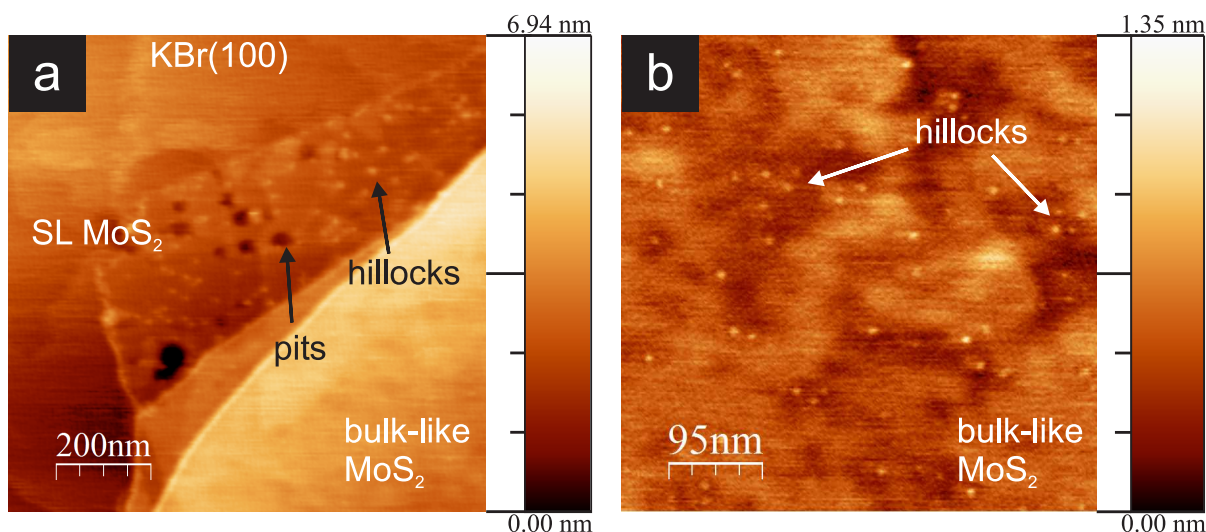 a
KBr(100)
SL MoS₂
hillocks
pits
bulk-like
MoS₂
200nm
6.94 nm
0.00 nm
b
hillocks
bulk-like
MoS₂
95nm
1.35 nm
0.00 nm